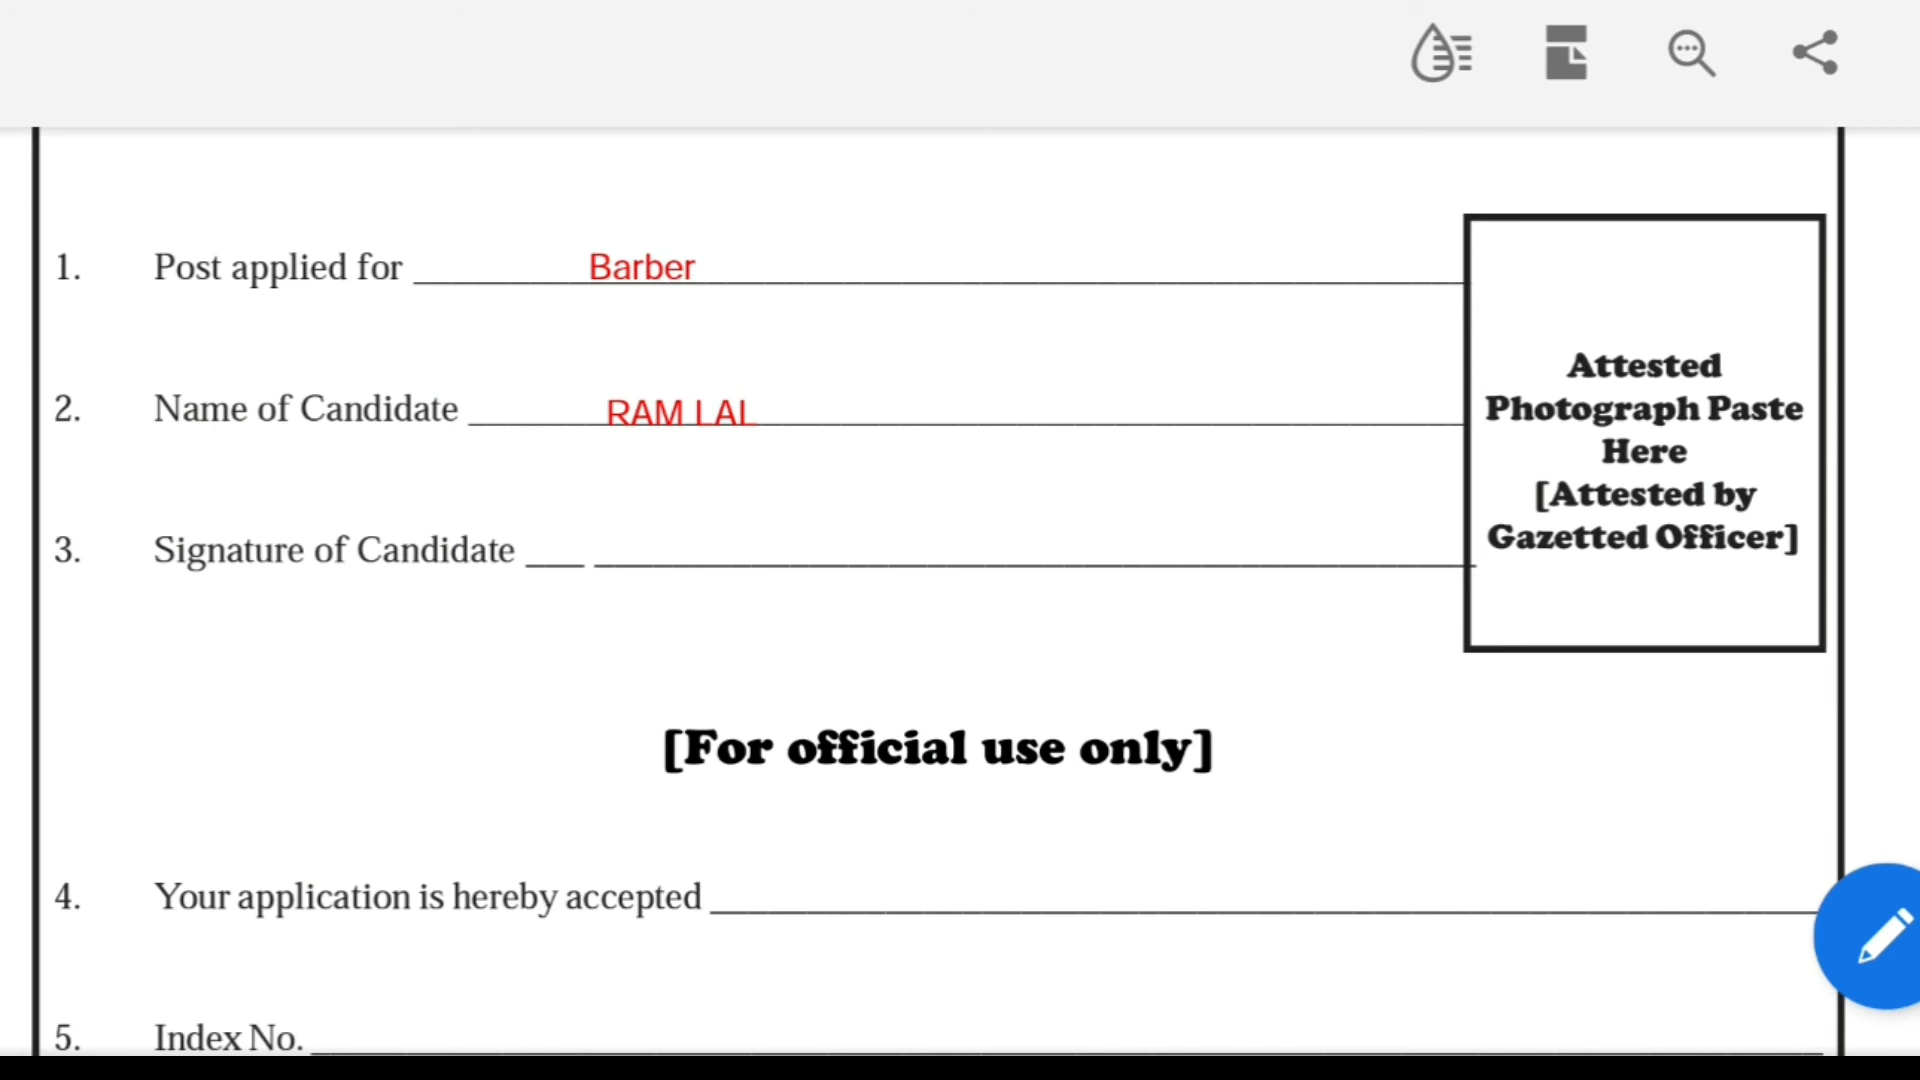 1. Post applied for Barber
2. Name of Candidate RAM LAL
3. Signature of Candidate
Attested
Photograph Paste
Here
[Attested by
Gazetted Officer]
[For official use only]
4. Your application is hereby accepted
5. Index No.